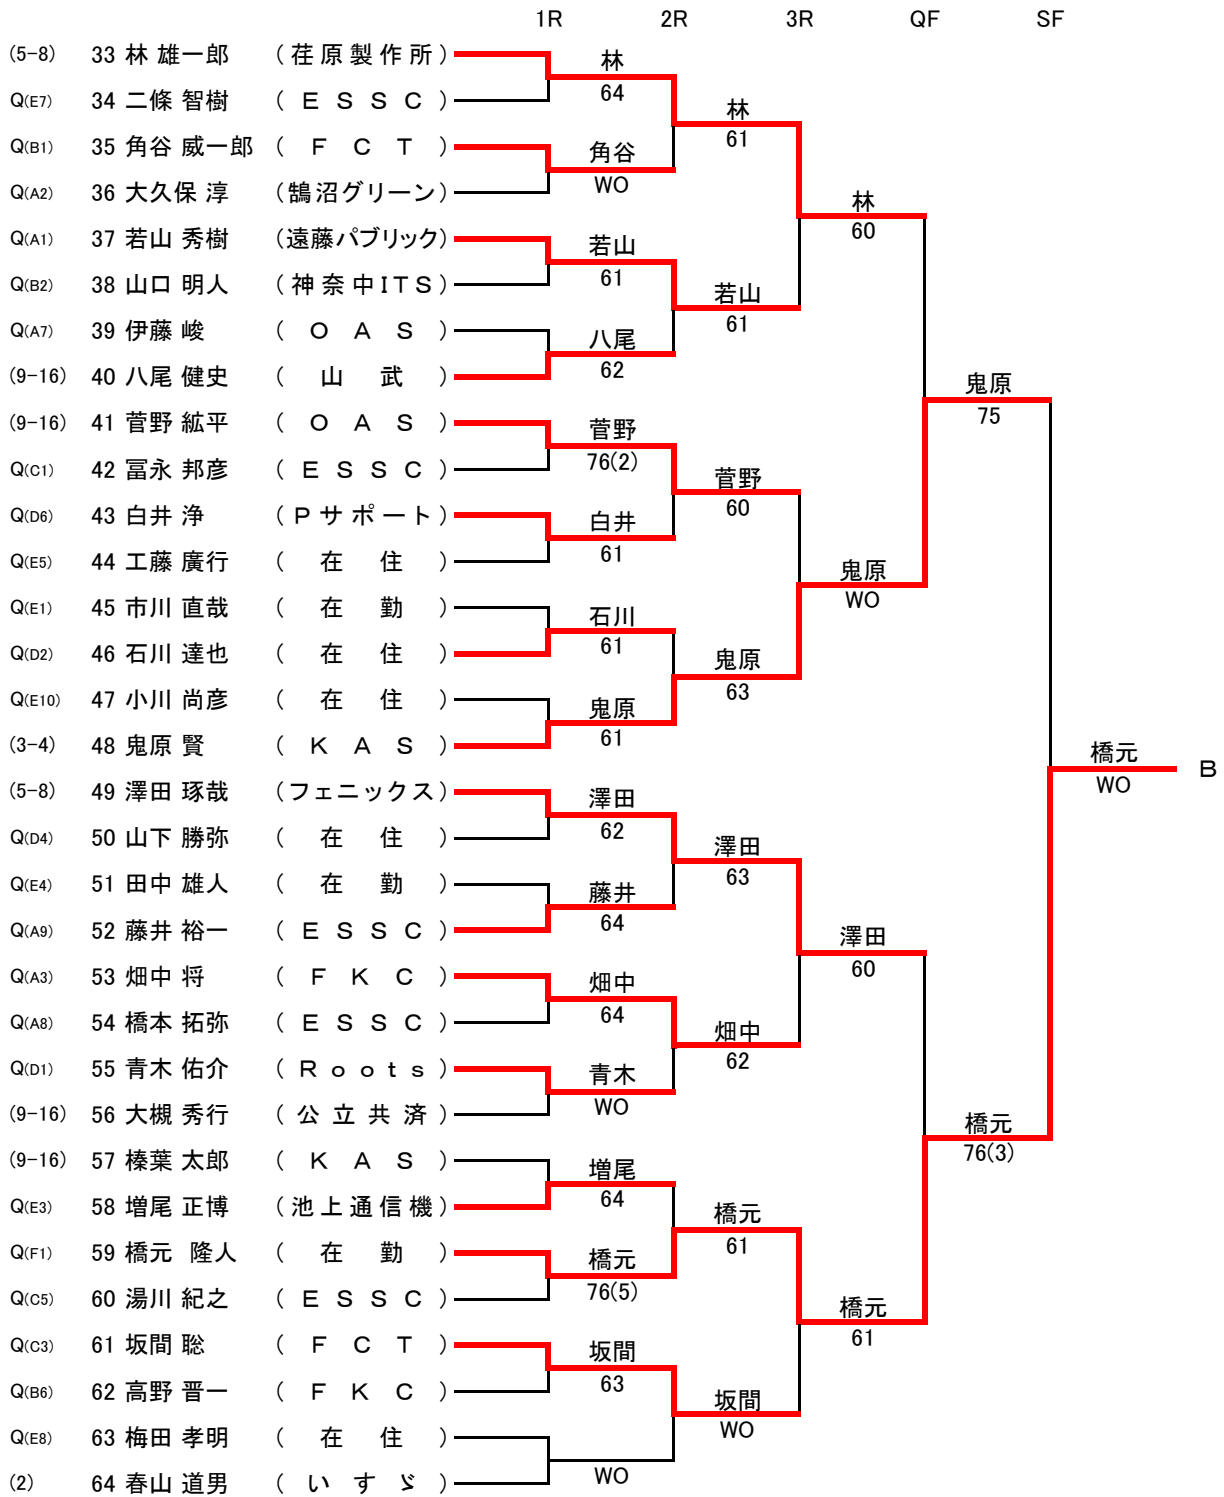 1R 2R 3R QF SF
(5-8) 33 林 雄一郎 (荏原製作所)
林
64
Q(E7) 34 二條 智樹 (ESSC)
林
61
Q(B1) 35 角谷 威一郎 (FCT)
角谷
WO
Q(A2) 36 大久保 淳 (鵠沼グリーン)
林
60
Q(A1) 37 若山 秀樹 (遠藤パブリック)
若山
61
Q(B2) 38 山口 明人 (神奈中ITS)
若山
61
Q(A7) 39 伊藤 峻 (OAS)
八尾
62
(9-16) 40 八尾 健史 (山武)
鬼原
75
(9-16) 41 菅野 紘平 (OAS)
菅野
76(2)
Q(C1) 42 冨永 邦彦 (ESSC)
菅野
60
Q(D6) 43 白井 浄 (Pサポート)
白井
61
Q(E5) 44 工藤 廣行 (在住)
鬼原
WO
Q(E1) 45 市川 直哉 (在勤)
石川
61
Q(D2) 46 石川 達也 (在住)
鬼原
63
Q(E10) 47 小川 尚彦 (在住)
鬼原
61
(3-4) 48 鬼原 賢 (KAS)
橋元
WO
B
(5-8) 49 澤田 琢哉 (フェニックス)
澤田
62
Q(D4) 50 山下 勝弥 (在住)
澤田
63
Q(E4) 51 田中 雄人 (在勤)
藤井
64
Q(A9) 52 藤井 裕一 (ESSC)
澤田
60
Q(A3) 53 畑中 将 (FKC)
畑中
64
Q(A8) 54 橋本 拓弥 (ESSC)
畑中
62
Q(D1) 55 青木 佑介 (Roots)
青木
WO
(9-16) 56 大槻 秀行 (公立共済)
橋元
76(3)
(9-16) 57 榛葉 太郎 (KAS)
増尾
64
Q(E3) 58 増尾 正博 (池上通信機)
橋元
61
Q(F1) 59 橋元 隆人 (在勤)
橋元
76(5)
Q(C5) 60 湯川 紀之 (ESSC)
橋元
61
Q(C3) 61 坂間 聡 (FCT)
坂間
63
Q(B6) 62 高野 晋一 (FKC)
坂間
WO
Q(E8) 63 梅田 孝明 (在住)
WO
(2) 64 春山 道男 (いすゞ)